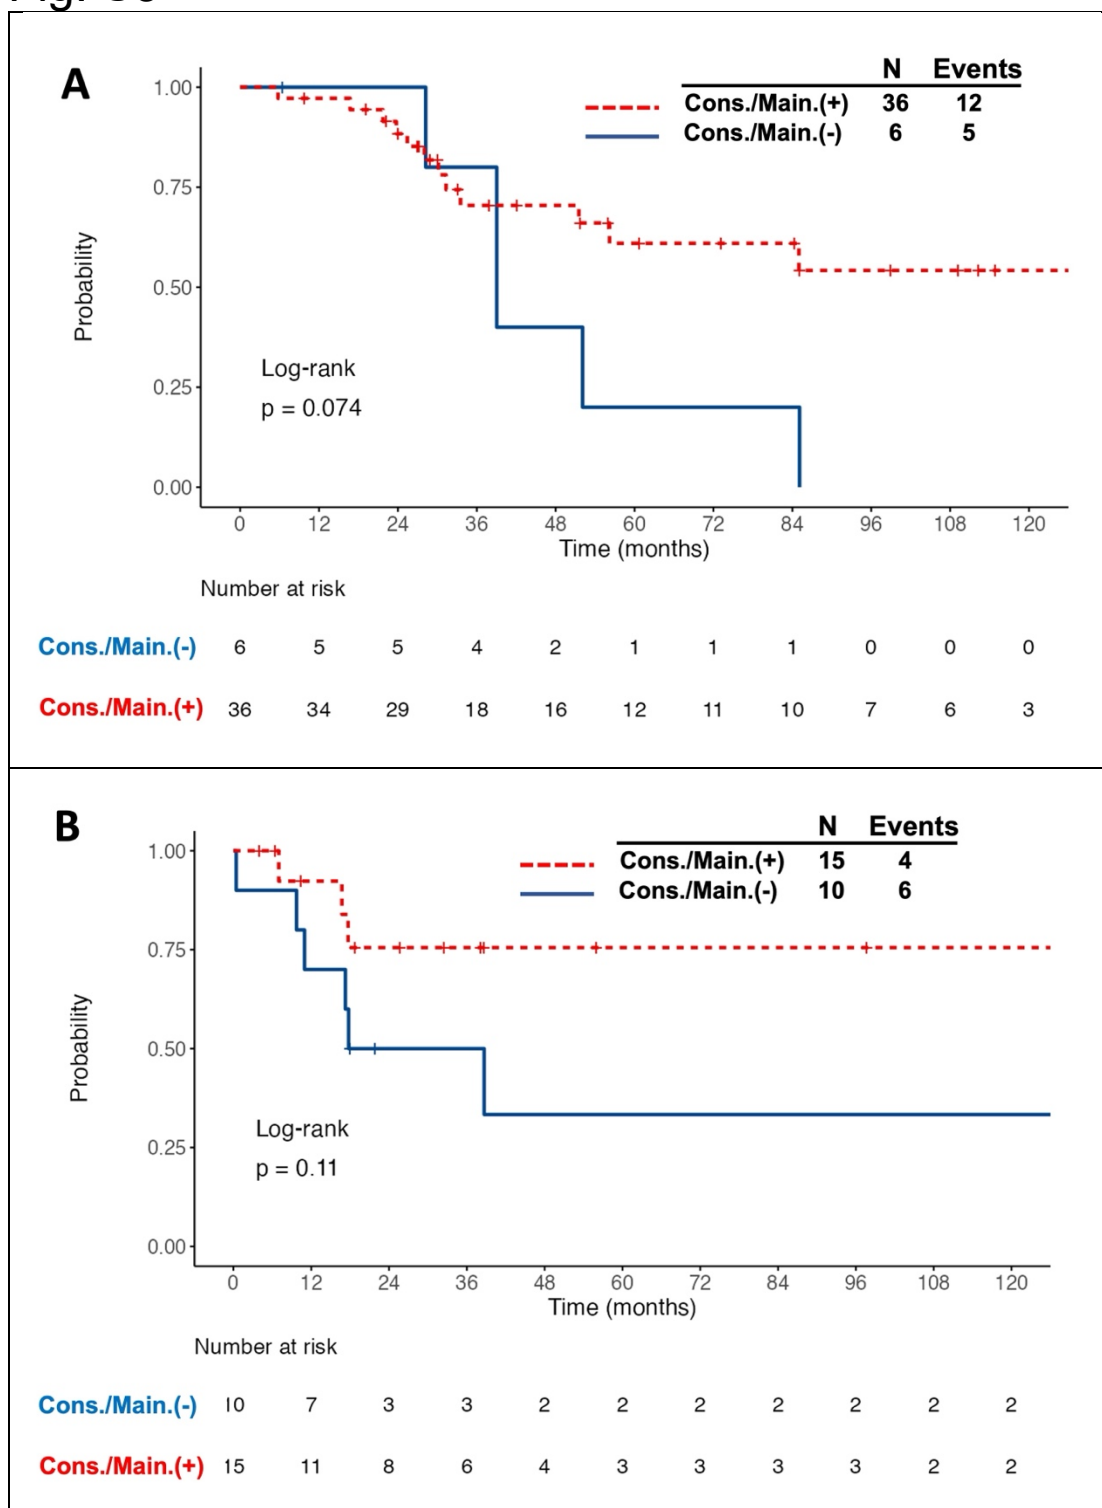 A
N Events
Cons./Main.(+) 36 12
Cons./Main.(-) 6 5
1.00
0.75
0.50
0.25
0.00
Probability
Log-rank
p = 0.074
0 12 24 36 48 60 72 84 96 108 120
Time (months)
Number at risk
Cons./Main.(-) 6 5 5 4 2 1 1 1 0 0 0
Cons./Main.(+) 36 34 29 18 16 12 11 10 7 6 3
B
N Events
Cons./Main.(+) 15 4
Cons./Main.(-) 10 6
1.00
0.75
0.50
0.25
0.00
Probability
Log-rank
p = 0.11
0 12 24 36 48 60 72 84 96 108 120
Time (months)
Number at risk
Cons./Main.(-) 10 7 3 3 2 2 2 2 2 2 2
Cons./Main.(+) 15 11 8 6 4 3 3 3 3 2 2